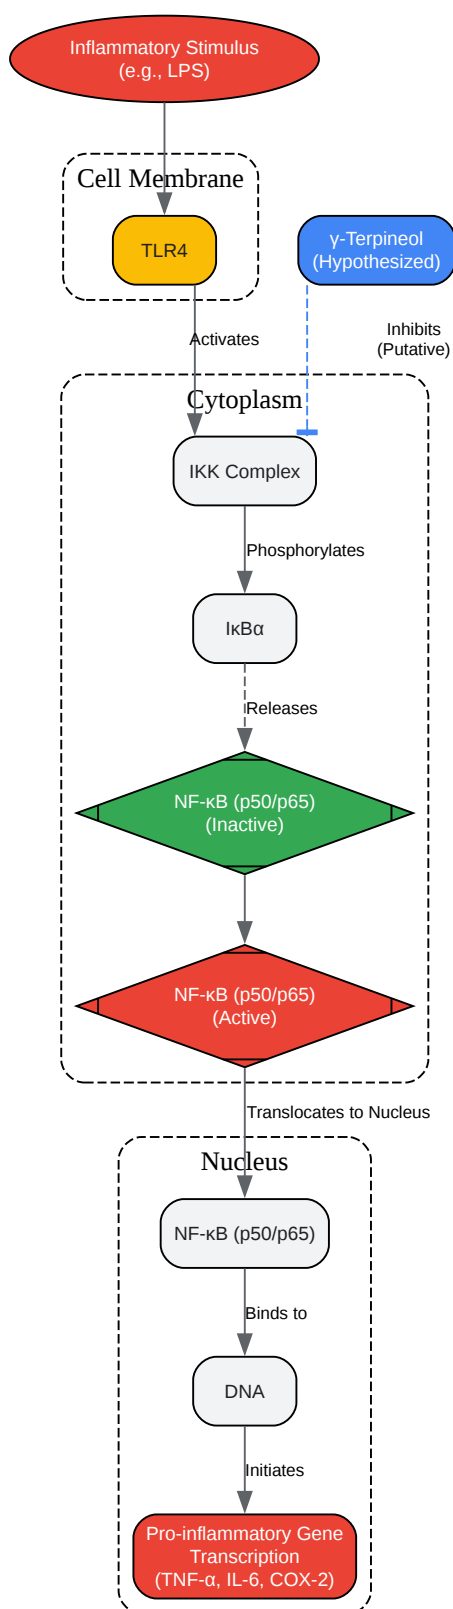 Inflammatory Stimulus
(e.g., LPS)
Cell Membrane
TLR4
γ-Terpineol
(Hypothesized)
Activates
Inhibits
(Putative)
Cytoplasm
IKK Complex
Phosphorylates
IκBα
Releases
NF-κB (p50/p65)
(Inactive)
NF-κB (p50/p65)
(Active)
Translocates to Nucleus
Nucleus
NF-κB (p50/p65)
Binds to
DNA
Initiates
Pro-inflammatory Gene
Transcription
(TNF-α, IL-6, COX-2)